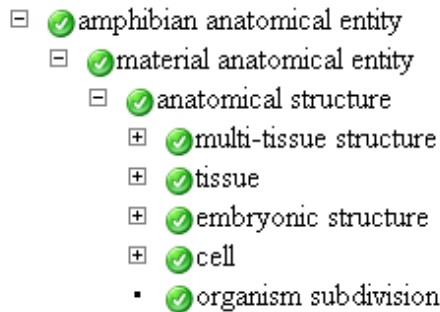 amphibian anatomical entity
material anatomical entity
anatomical structure
multi-tissue structure
tissue
embryonic structure
cell
organism subdivision